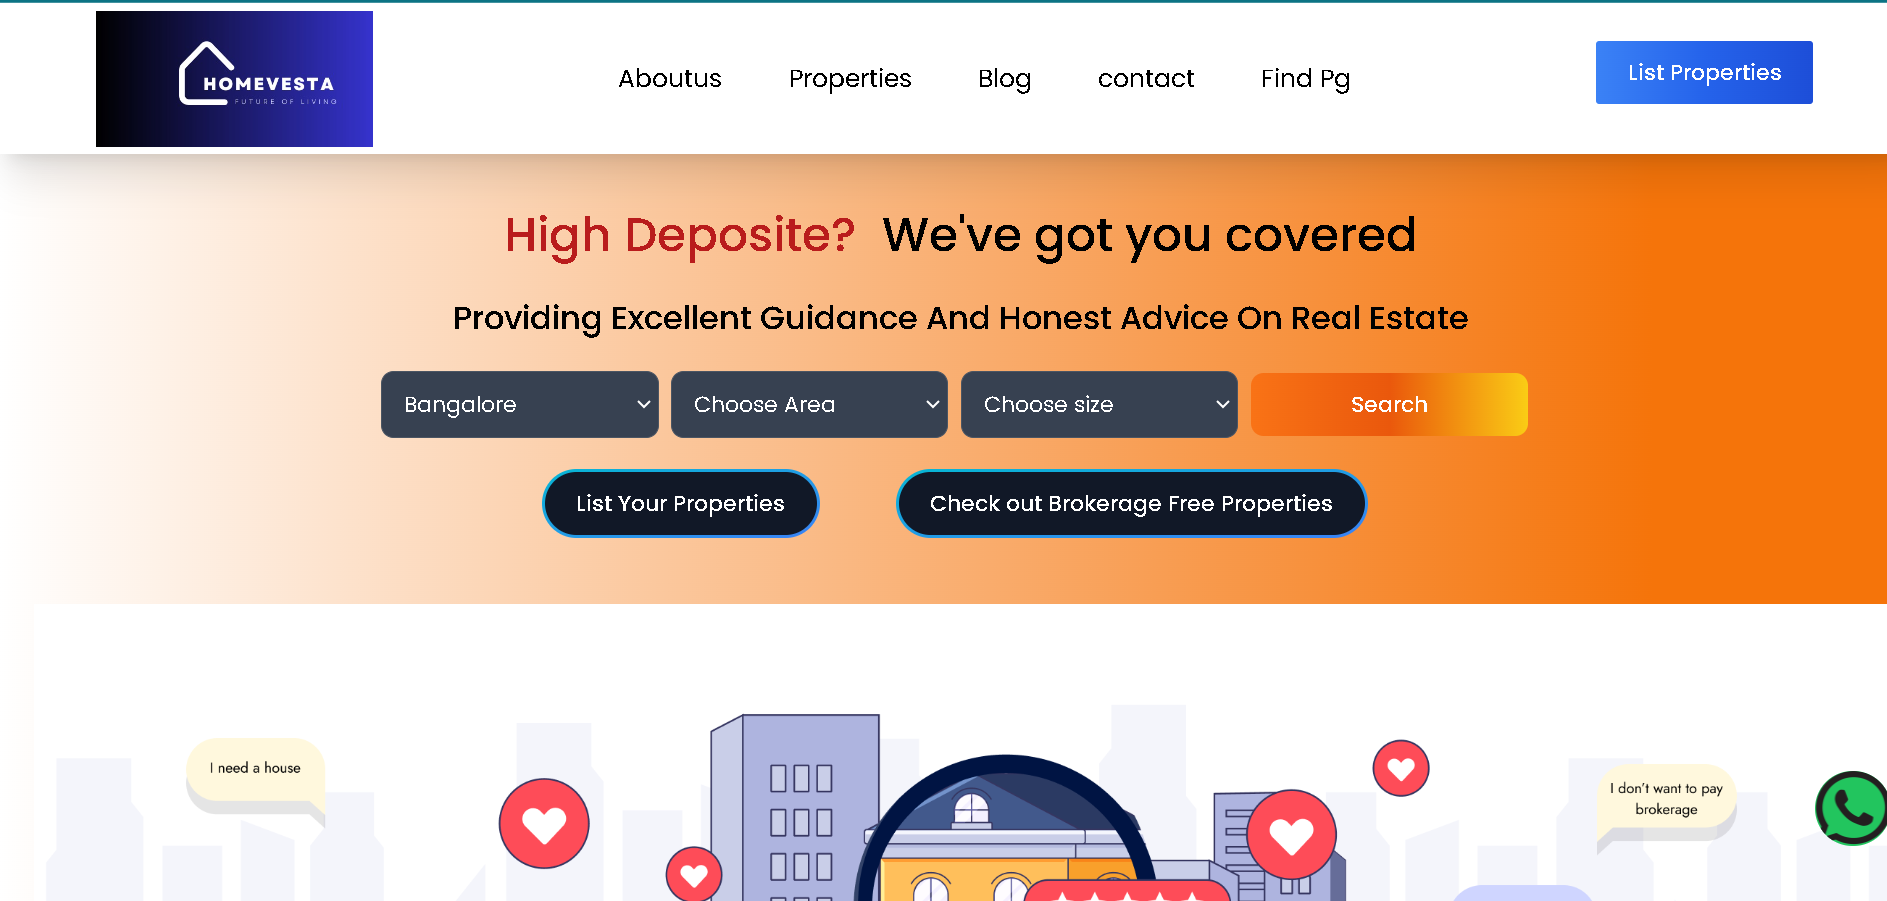 HOMEVESTA
FUTURE OF LIVING
Aboutus
Properties
Blog
contact
Find Pg
List Properties
High Deposite? We've got you covered
Providing Excellent Guidance And Honest Advice On Real Estate
Bangalore
Choose Area
Choose size
Search
List Your Properties
Check out Brokerage Free Properties
I need a house
I don't want to pay
brokerage